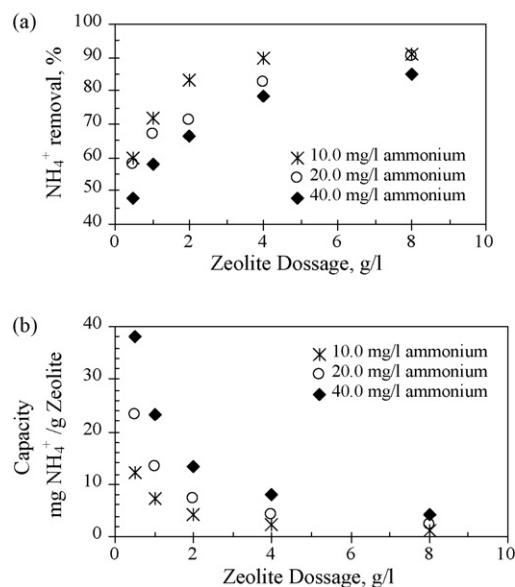 (a)
100
90
80
70
60
50
40
NH₄⁺ removal, %
10.0 mg/l ammonium
20.0 mg/l ammonium
40.0 mg/l ammonium
0 2 4 6 8 10
Zeolite Dossage, g/l
(b)
40
30
20
10
0
Capacity
mg NH₄⁺/g Zeolite
10.0 mg/l ammonium
20.0 mg/l ammonium
40.0 mg/l ammonium
0 2 4 6 8 10
Zeolite Dossage, g/l